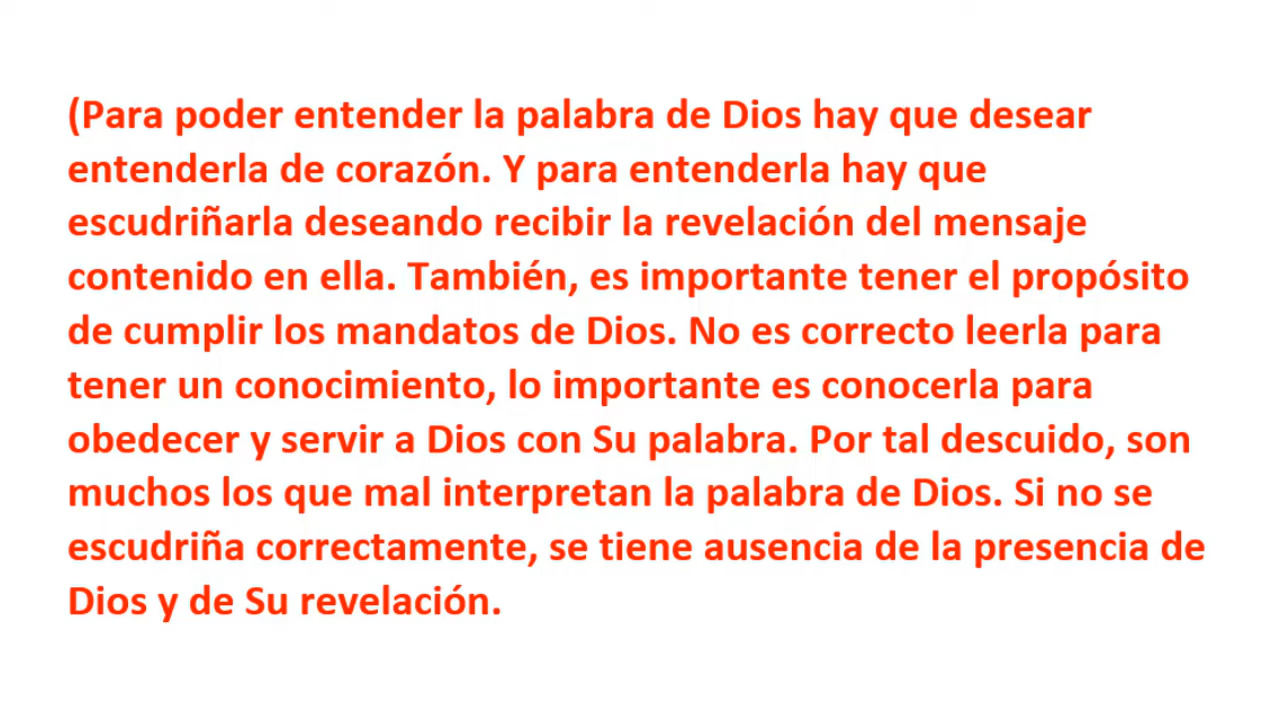 (Para poder entender la palabra de Dios hay que desear
entenderla de corazón. Y para entenderla hay que
escudriñarla deseando recibir la revelación del mensaje
contenido en ella. También, es importante tener el propósito
de cumplir los mandatos de Dios. No es correcto leerla para
tener un conocimiento, lo importante es conocerla para
obedecer y servir a Dios con Su palabra. Por tal descuido, son
muchos los que mal interpretan la palabra de Dios. Si no se
escudriña correctamente, se tiene ausencia de la presencia de
Dios y de Su revelación.